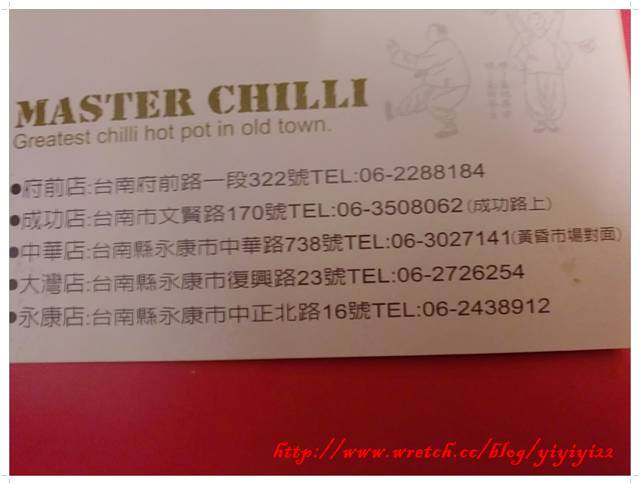 MASTER CHILLI
Greatest chilli hot pot in old town.
●府前店:台南府前路一段322號TEL:06-2288184
●成功店:台南市文賢路170號TEL:06-3508062(成功路上)
●中華店:台南縣永康市中華路738號TEL:06-3027141(黃昏市場對面)
●大灣店:台南縣永康市復興路23號TEL:06-2726254
●永康店:台南縣永康市中正北路16號TEL:06-2438912
http://www.wretch.cc/blog/yiyiyi22